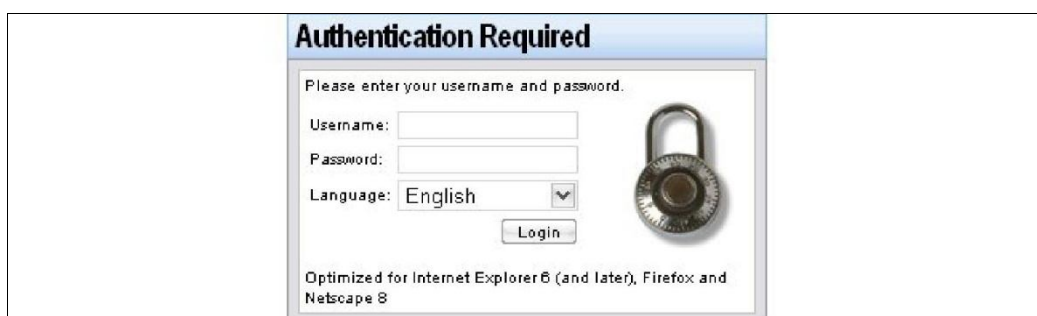 Authentication Required
Please enter your username and password.
Username:
Password:
Language: English
Login
Optimized for Internet Explorer 6 (and later), Firefox and
Netscape 8